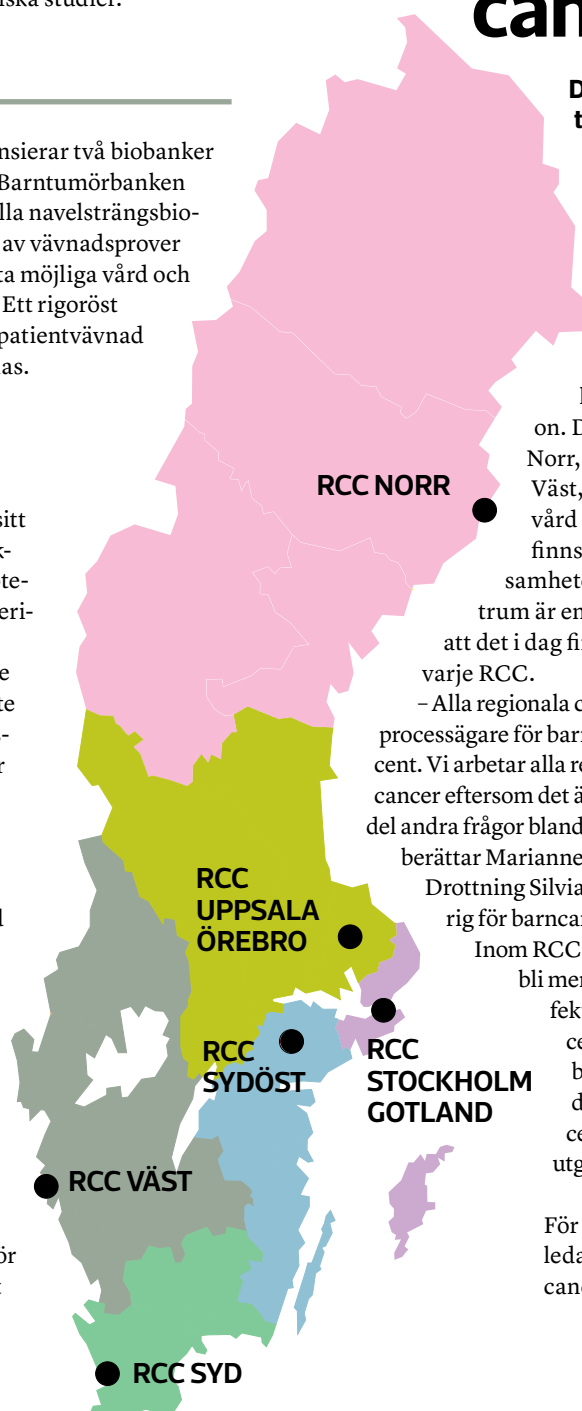 iska studier.
can
D
t
nsierar två biobanker
Barntumörbanken
lla navelsträngsbio-
av vävnadsprover
ta möjliga vård och
Ett rigoröst
patientvävnad
as.
sitt
k-
te-
eri-
e
te
-
r
d
ör
RCC NORR
RCC
UPPSALA
ÖREBRO
RCC
SYDÖST
RCC
STOCKHOLM
GOTLAND
RCC VÄST
RCC SYD
on. D
Norr,
Väst,
vård
finns
samhete
trum är en
att det i dag fi
varje RCC.
– Alla regionala c
processägare för barn
cent. Vi arbetar alla re
cancer eftersom det ä
del andra frågor bland
berättar Marianne
Drottning Silvia
rig för barncan
Inom RCC
bli mer
fek
ce
b
d
ce
utg
För
leda
canc